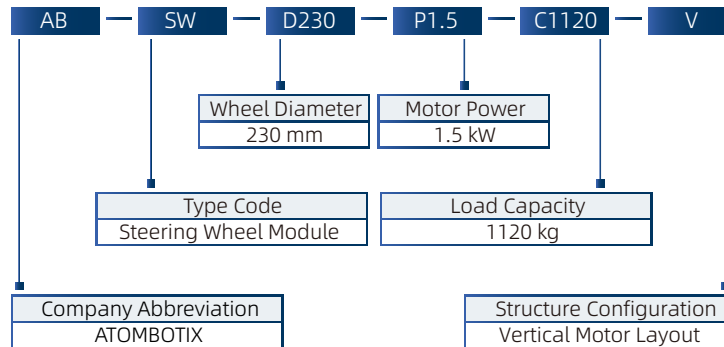 AB — SW — D230 — P1.5 — C1120 — V
Wheel Diameter
230 mm
Motor Power
1.5 kW
Type Code
Steering Wheel Module
Load Capacity
1120 kg
Company Abbreviation
ATOMBOTIX
Structure Configuration
Vertical Motor Layout